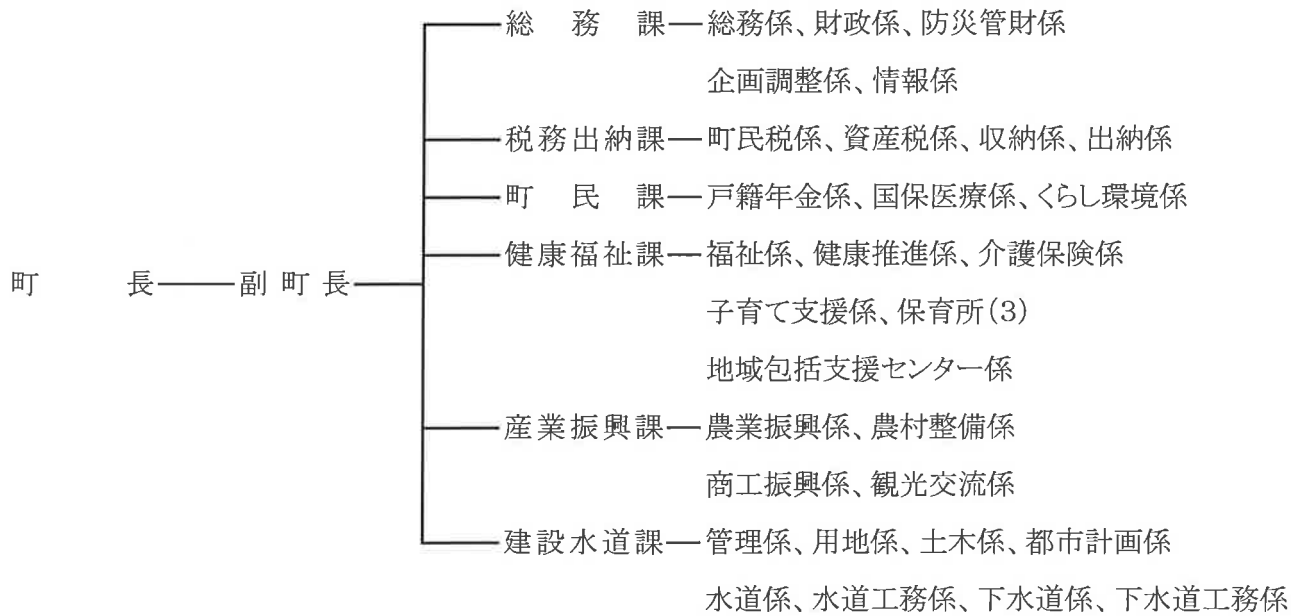 総務課 総務係、財政係、防災管財係
企画調整係、情報係
税務出納課 町民税係、資産税係、収納係、出納係
町民課 戸籍年金係、国保医療係、くらし環境係
健康福祉課 福祉係、健康推進係、介護保険係
町長 副町長
子育て支援係、保育所(3)
地域包括支援センター係
産業振興課 農業振興係、農村整備係
商工振興係、観光交流係
建設水道課 管理係、用地係、土木係、都市計画係
水道係、水道工務係、下水道係、下水道工務係